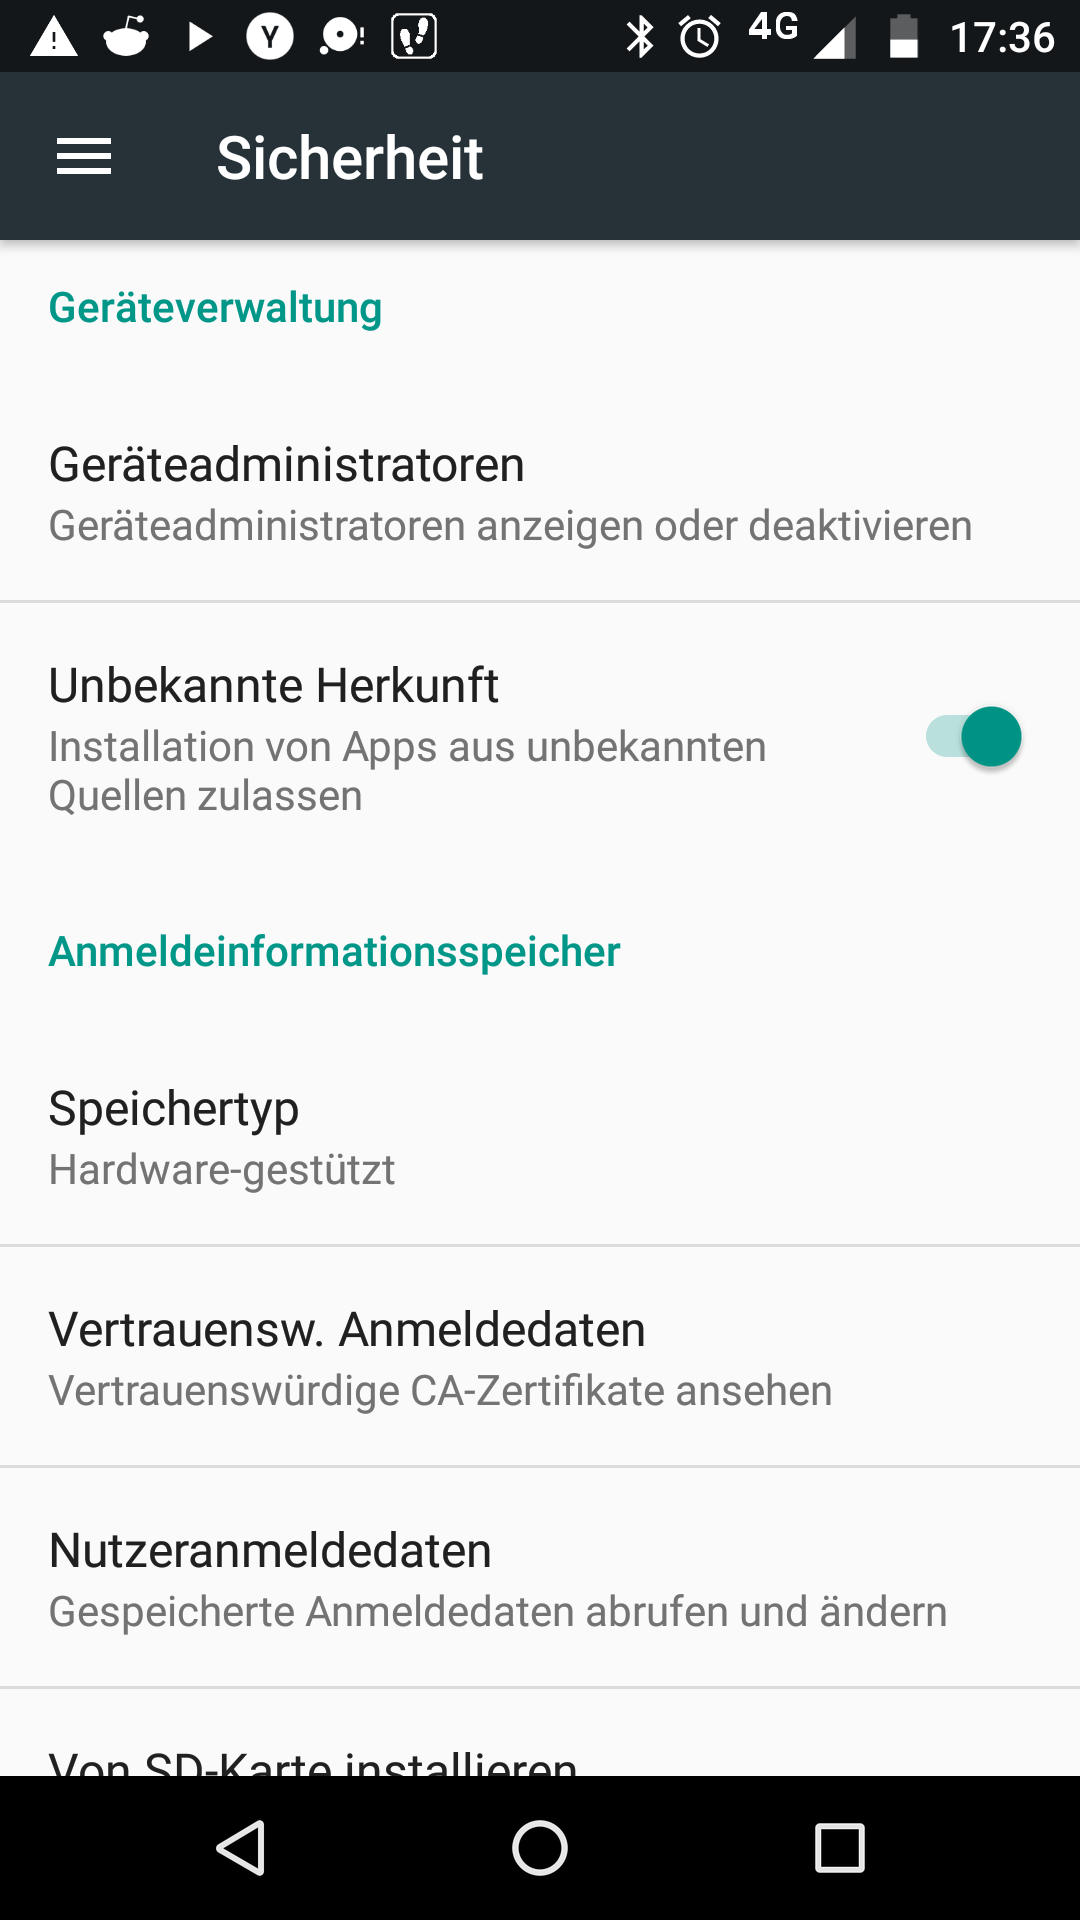 4G 17:36
Sicherheit
Geräteverwaltung
Geräteadministratoren
Geräteadministratoren anzeigen oder deaktivieren
Unbekannte Herkunft
Installation von Apps aus unbekannten
Quellen zulassen
Anmeldeinformationsspeicher
Speichertyp
Hardware-gestützt
Vertrauensw. Anmeldedaten
Vertrauenswürdige CA-Zertifikate ansehen
Nutzeranmeldedaten
Gespeicherte Anmeldedaten abrufen und ändern
Von SD-Karte installieren